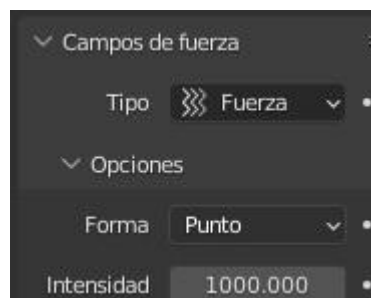 Campos de fuerza
Tipo Fuerza
Opciones
Forma Punto
Intensidad 1000.000